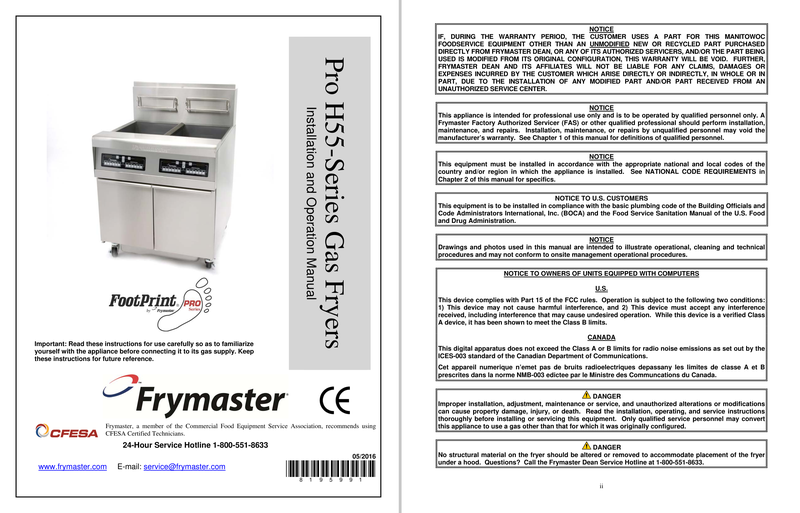 Pro H55-Series Gas Fryers
Installation and Operation Manual
FootPrint PRO
Series
by Frymaster
Important: Read these instructions for use carefully so as to familiarize
yourself with the appliance before connecting it to its gas supply. Keep
these instructions for future reference.
Frymaster
CE
CFESA
Frymaster, a member of the Commercial Food Equipment Service Association, recommends using
CFESA Certified Technicians.
24-Hour Service Hotline 1-800-551-8633
05/2016
www.frymaster.com E-mail: service@frymaster.com
8195991
NOTICE
IF, DURING THE WARRANTY PERIOD, THE CUSTOMER USES A PART FOR THIS MANITOWOC
FOODSERVICE EQUIPMENT OTHER THAN AN UNMODIFIED NEW OR RECYCLED PART PURCHASED
DIRECTLY FROM FRYMASTER DEAN, OR ANY OF ITS AUTHORIZED SERVICERS, AND/OR THE PART BEING
USED IS MODIFIED FROM ITS ORIGINAL CONFIGURATION, THIS WARRANTY WILL BE VOID. FURTHER,
FRYMASTER DEAN AND ITS AFFILIATES WILL NOT BE LIABLE FOR ANY CLAIMS, DAMAGES OR
EXPENSES INCURRED BY THE CUSTOMER WHICH ARISE DIRECTLY OR INDIRECTLY, IN WHOLE OR IN
PART, DUE TO THE INSTALLATION OF ANY MODIFIED PART AND/OR PART RECEIVED FROM AN
UNAUTHORIZED SERVICE CENTER.
NOTICE
This appliance is intended for professional use only and is to be operated by qualified personnel only. A
Frymaster Factory Authorized Servicer (FAS) or other qualified professional should perform installation,
maintenance, and repairs. Installation, maintenance, or repairs by unqualified personnel may void the
manufacturer's warranty. See Chapter 1 of this manual for definitions of qualified personnel.
NOTICE
This equipment must be installed in accordance with the appropriate national and local codes of the
country and/or region in which the appliance is installed. See NATIONAL CODE REQUIREMENTS in
Chapter 2 of this manual for specifics.
NOTICE TO U.S. CUSTOMERS
This equipment is to be installed in compliance with the basic plumbing code of the Building Officials and
Code Administrators International, Inc. (BOCA) and the Food Service Sanitation Manual of the U.S. Food
and Drug Administration.
NOTICE
Drawings and photos used in this manual are intended to illustrate operational, cleaning and technical
procedures and may not conform to onsite management operational procedures.
NOTICE TO OWNERS OF UNITS EQUIPPED WITH COMPUTERS
U.S.
This device complies with Part 15 of the FCC rules. Operation is subject to the following two conditions:
1) This device may not cause harmful interference, and 2) This device must accept any interference
received, including interference that may cause undesired operation. While this device is a verified Class
A device, it has been shown to meet the Class B limits.
CANADA
This digital apparatus does not exceed the Class A or B limits for radio noise emissions as set out by the
ICES-003 standard of the Canadian Department of Communications.
Cet appareil numerique n'emet pas de bruits radioelectriques depassany les limites de classe A et B
prescrites dans la norme NMB-003 edictee par le Ministre des Communcations du Canada.
DANGER
Improper installation, adjustment, maintenance or service, and unauthorized alterations or modifications
can cause property damage, injury, or death. Read the installation, operating, and service instructions
thoroughly before installing or servicing this equipment. Only qualified service personnel may convert
this appliance to use a gas other than that for which it was originally configured.
DANGER
No structural material on the fryer should be altered or removed to accommodate placement of the fryer
under a hood. Questions? Call the Frymaster Dean Service Hotline at 1-800-551-8633.
ii